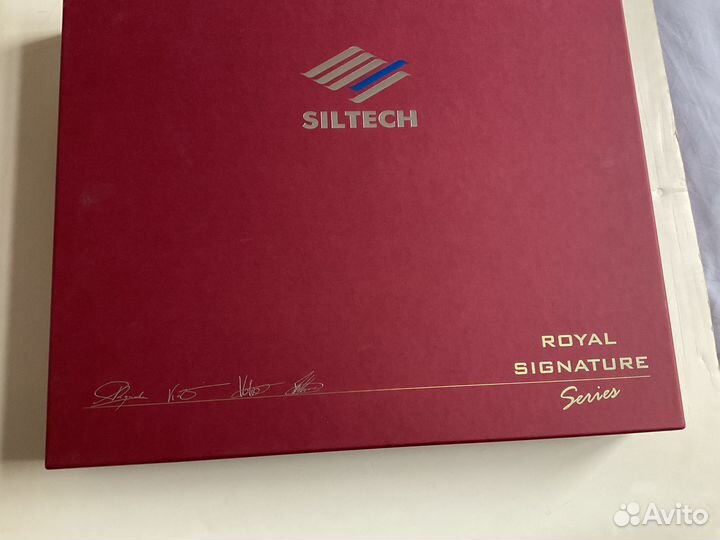 SILTECH
ROYAL
SIGNATURE
Series
Avito